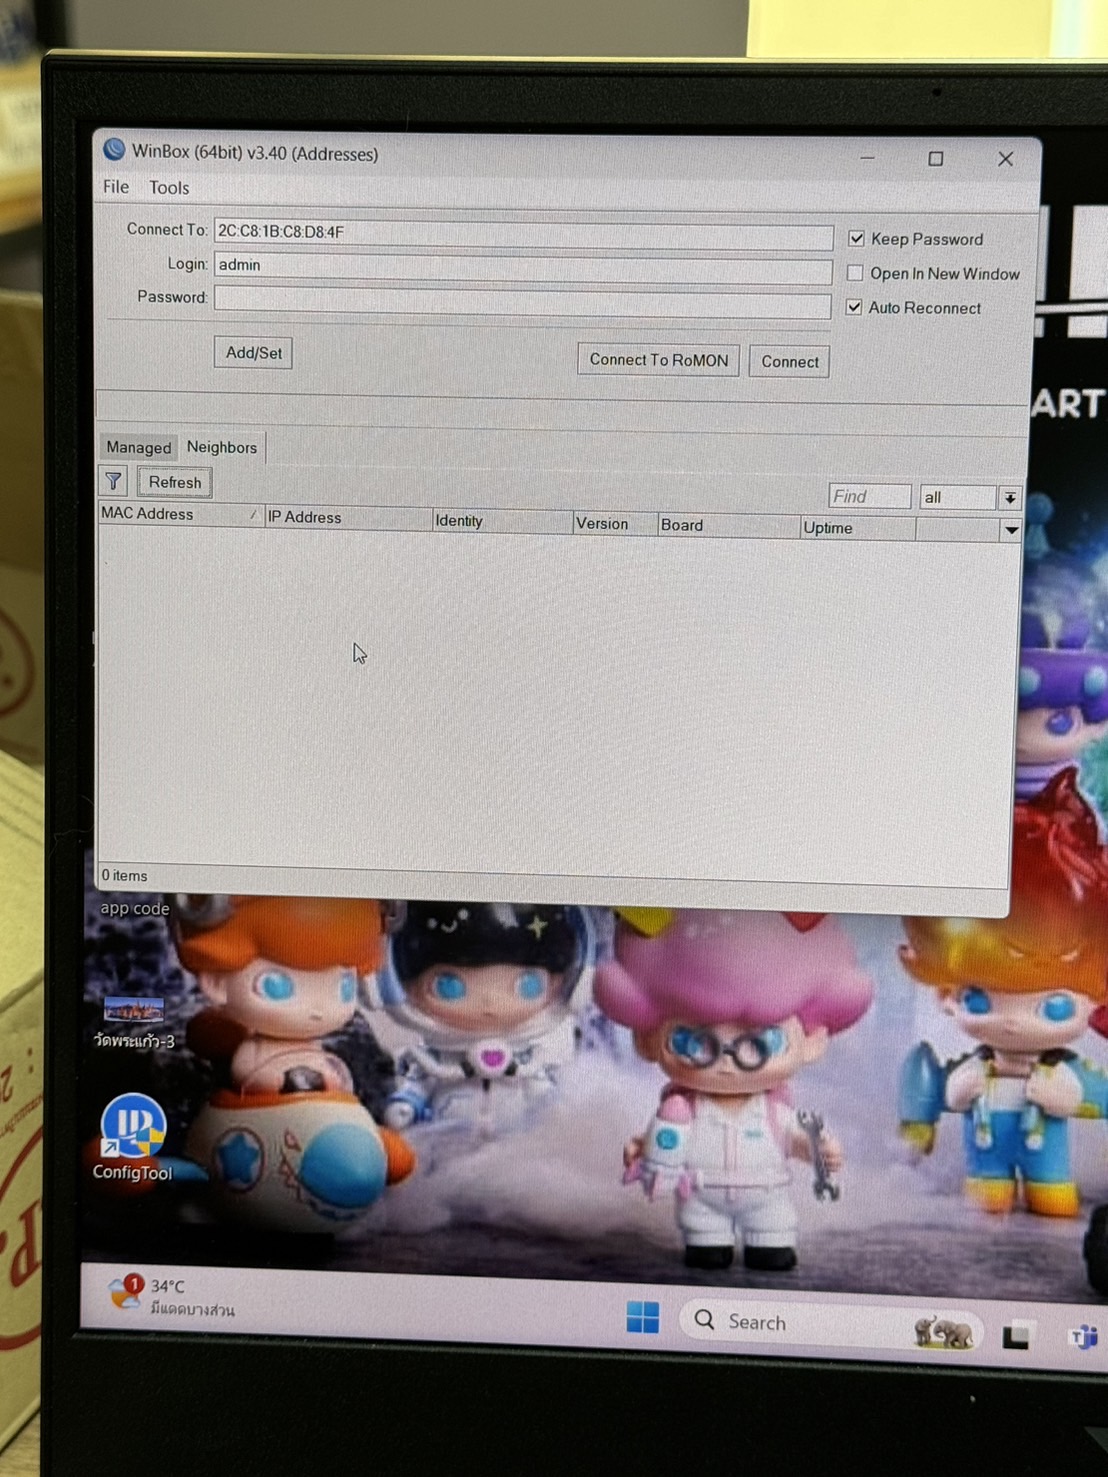 WinBox (64bit) v3.40 (Addresses)
File Tools
Connect To: 2C:C8:1B:C8:D8:4F
Keep Password
Login: admin
Open In New Window
Password:
Auto Reconnect
Add/Set
Connect To RoMON
Connect
ART
Managed Neighbors
Refresh
Find
all
MAC Address IP Address Identity Version Board Uptime
0 items
app code
วัดพระแก้ว-3
ConfigTool
1
34°C
มีแดดบางส่วน
Search